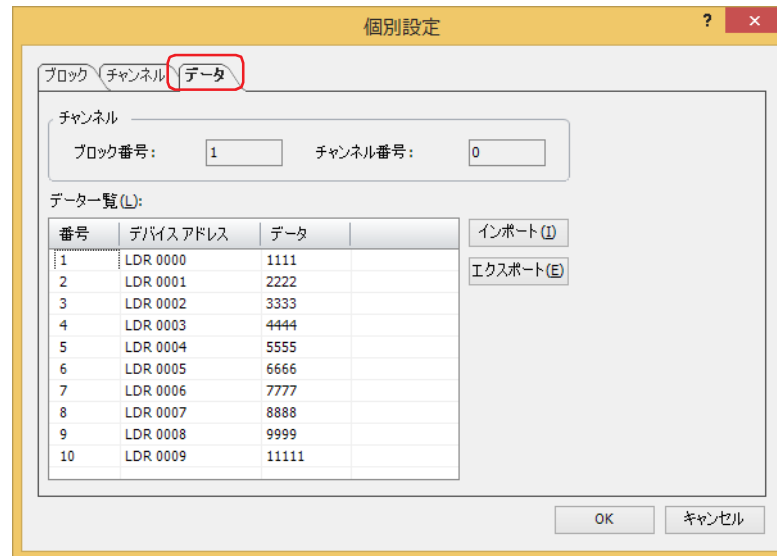 個別設定
?
×
ブロック チャンネル データ
チャンネル
ブロック番号: 1 チャンネル番号: 0
データ一覧(L):
番号 デバイス アドレス データ
インポート(I)
エクスポート(E)
1 LDR 0000 1111
2 LDR 0001 2222
3 LDR 0002 3333
4 LDR 0003 4444
5 LDR 0004 5555
6 LDR 0005 6666
7 LDR 0006 7777
8 LDR 0007 8888
9 LDR 0008 9999
10 LDR 0009 11111
OK キャンセル